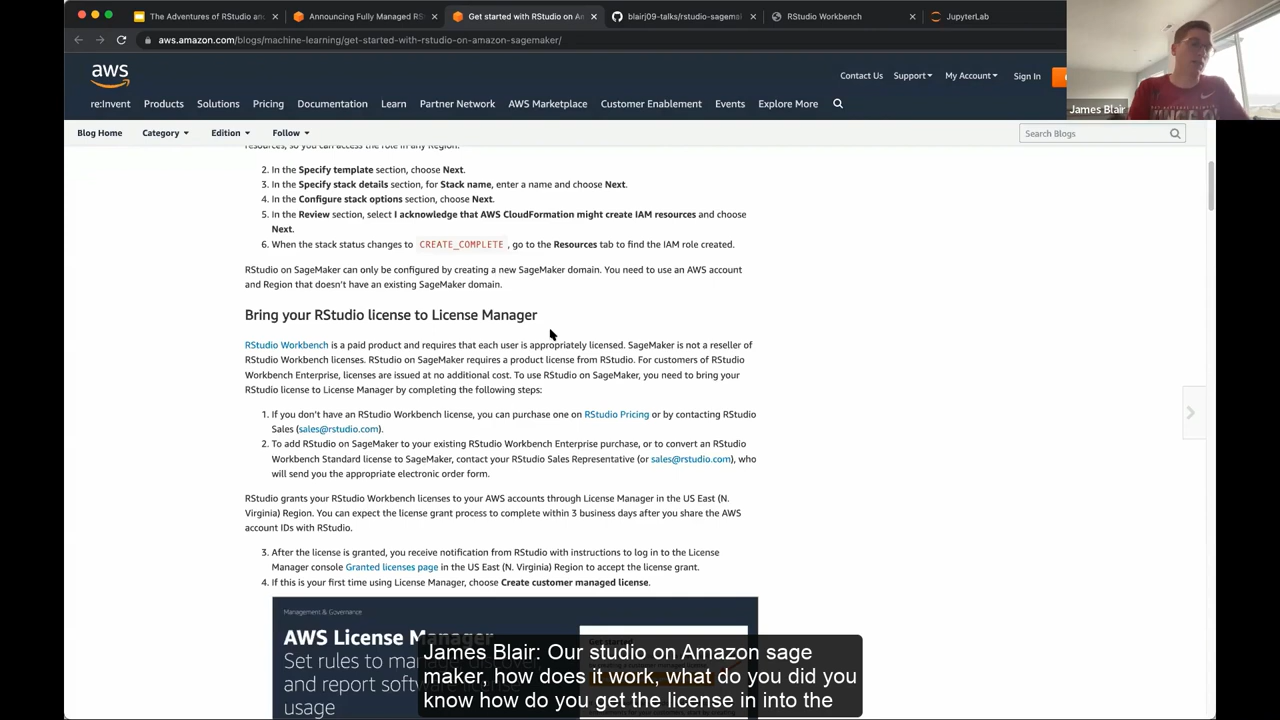 The Adventures of RStudio an
Announcing Fully Managed RS
Get started with RStudio on An
blairj09-talks/rstudio-sagema
RStudio Workbench
JupyterLab
aws.amazon.com/blogs/machine-learning/get-started-with-rstudio-on-amazon-sagemaker/
aws
Contact Us
Support
My Account
Sign In
re:Invent
Products
Solutions
Pricing
Documentation
Learn
Partner Network
AWS Marketplace
Customer Enablement
Events
Explore More
James Blair
Blog Home
Category
Edition
Follow
Search Blogs
resources, so you can access the role in any Region.
2. In the Specify template section, choose Next.
3. In the Specify stack details section, for Stack name, enter a name and choose Next.
4. In the Configure stack options section, choose Next.
5. In the Review section, select I acknowledge that AWS CloudFormation might create IAM resources and choose
Next.
6. When the stack status changes to CREATE_COMPLETE , go to the Resources tab to find the IAM role created.
RStudio on SageMaker can only be configured by creating a new SageMaker domain. You need to use an AWS account
and Region that doesn't have an existing SageMaker domain.
Bring your RStudio license to License Manager
RStudio Workbench is a paid product and requires that each user is appropriately licensed. SageMaker is not a reseller of
RStudio Workbench licenses. RStudio on SageMaker requires a product license from RStudio. For customers of RStudio
Workbench Enterprise, licenses are issued at no additional cost. To use RStudio on SageMaker, you need to bring your
RStudio license to License Manager by completing the following steps:
1. If you don't have an RStudio Workbench license, you can purchase one on RStudio Pricing or by contacting RStudio
Sales (sales@rstudio.com).
2. To add RStudio on SageMaker to your existing RStudio Workbench Enterprise purchase, or to convert an RStudio
Workbench Standard license to SageMaker, contact your RStudio Sales Representative (or sales@rstudio.com), who
will send you the appropriate electronic order form.
RStudio grants your RStudio Workbench licenses to your AWS accounts through License Manager in the US East (N.
Virginia) Region. You can expect the license grant process to complete within 3 business days after you share the AWS
account IDs with RStudio.
3. After the license is granted, you receive notification from RStudio with instructions to log in to the License
Manager console Granted licenses page in the US East (N. Virginia) Region to accept the license grant.
4. If this is your first time using License Manager, choose Create customer managed license.
Management & Governance
AWS License Manager
Set rules to manage, discover,
and report software license
usage
James Blair: Our studio on Amazon sage
maker, how does it work, what do you did you
know how do you get the license in into the